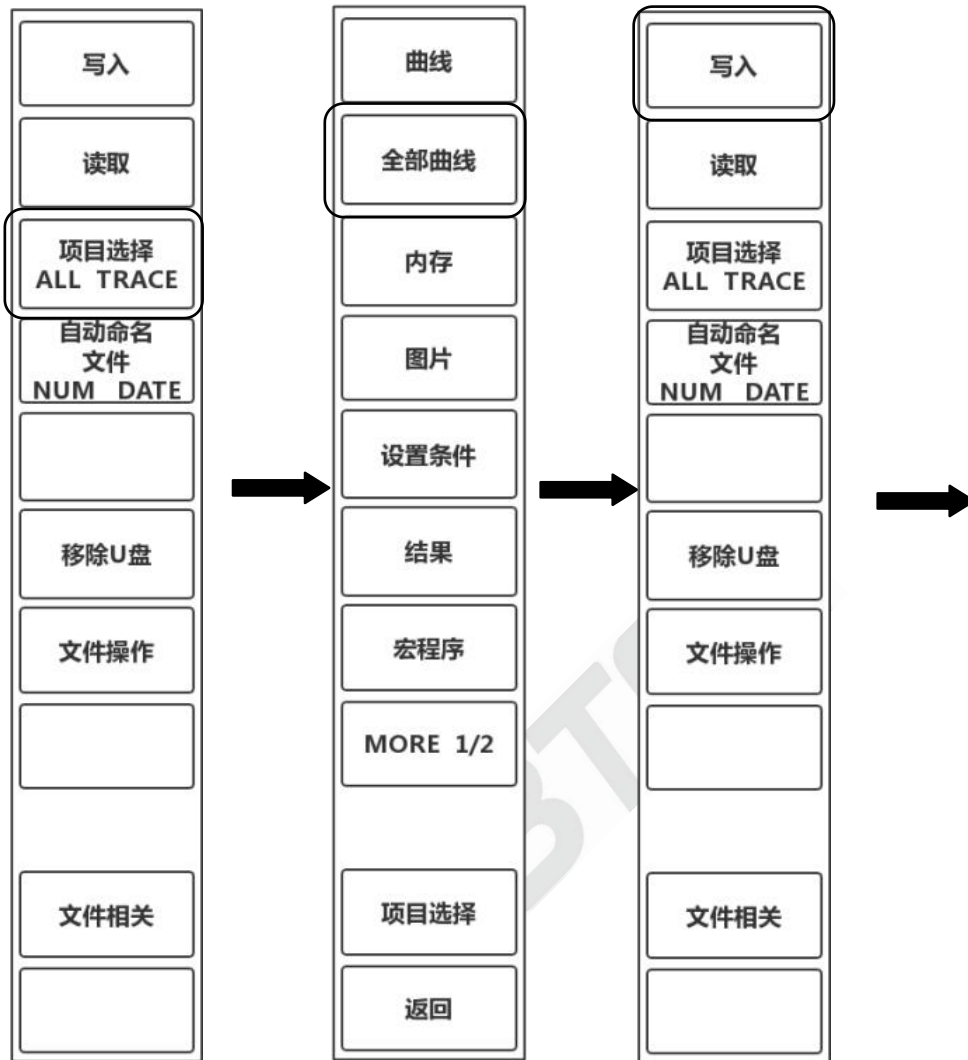 写入
读取
项目选择
ALL TRACE
自动命名
文件
NUM DATE
移除U盘
文件操作
文件相关
曲线
全部曲线
内存
图片
设置条件
结果
宏程序
MORE 1/2
项目选择
返回
写入
读取
项目选择
ALL TRACE
自动命名
文件
NUM DATE
移除U盘
文件操作
文件相关